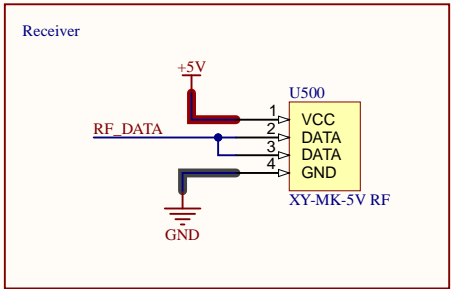 Receiver
+5V
U500
1 VCC
RF_DATA 2 DATA
3 DATA
4 GND
XY-MK-5V RF
GND